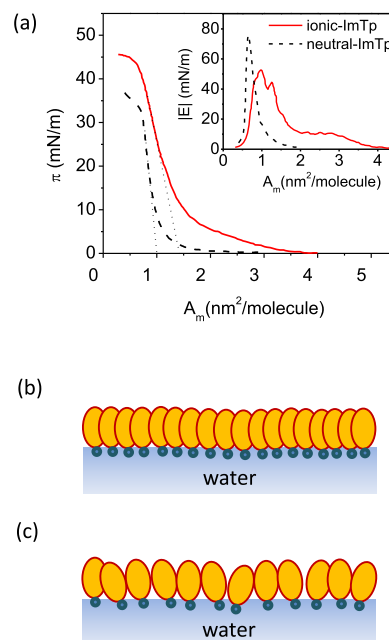 (a)
π (mN/m)
50
40
30
20
10
0
0 1 2 3 4 5
Aₘ(nm²/molecule)
|E| (mN/m)
80
60
40
20
0
0 1 2 3 4
Aₘ(nm²/molecule)
ionic-ImTp
neutral-ImTp
(b)
water
(c)
water